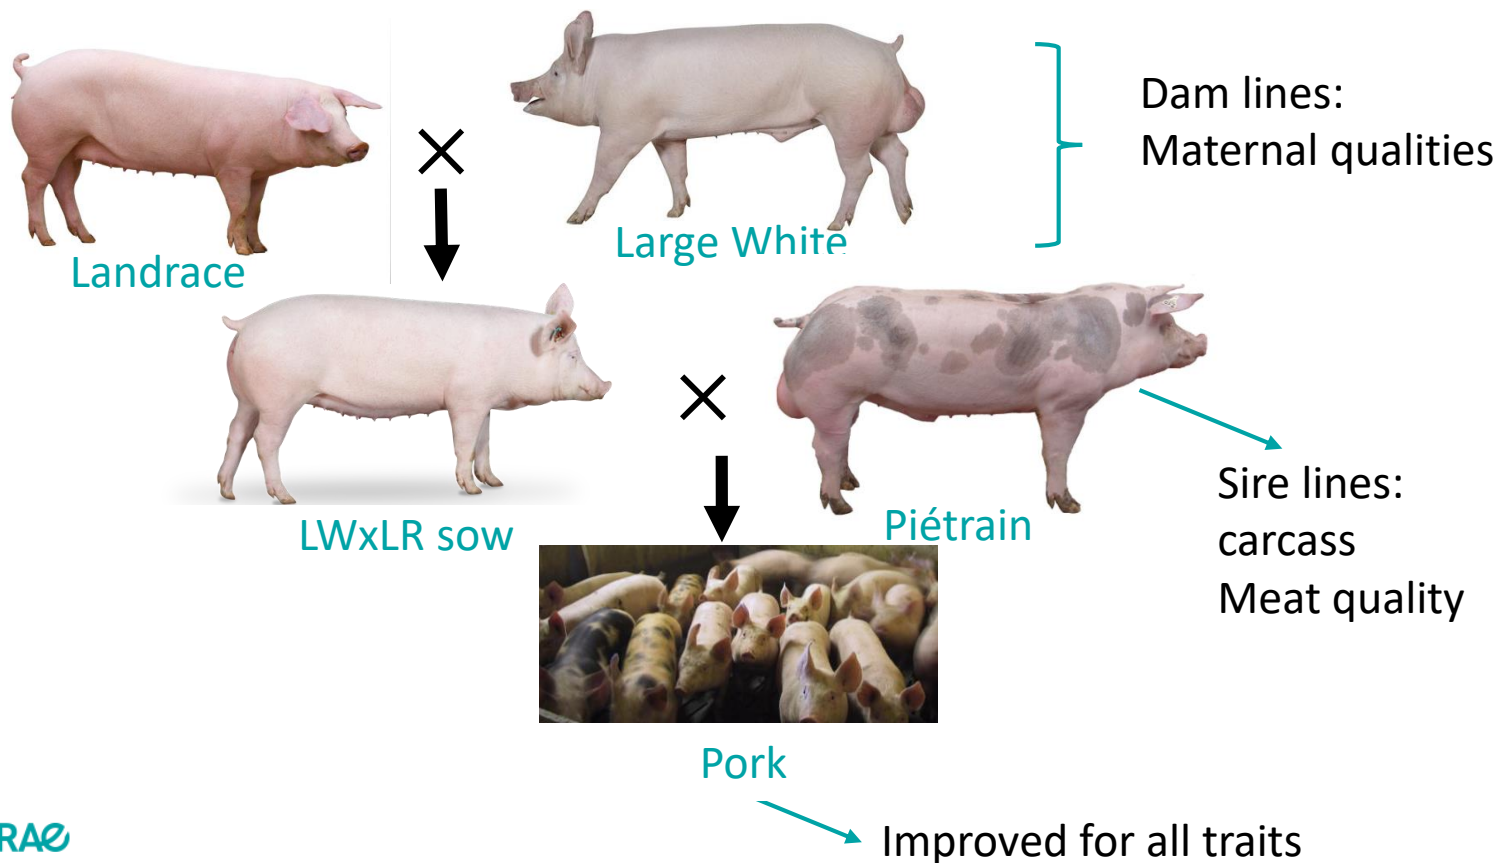 Dam lines:
Maternal qualities
Landrace
Large White
LWxLR sow
Piétrain
Sire lines:
carcass
Meat quality
Pork
Improved for all traits
RAe